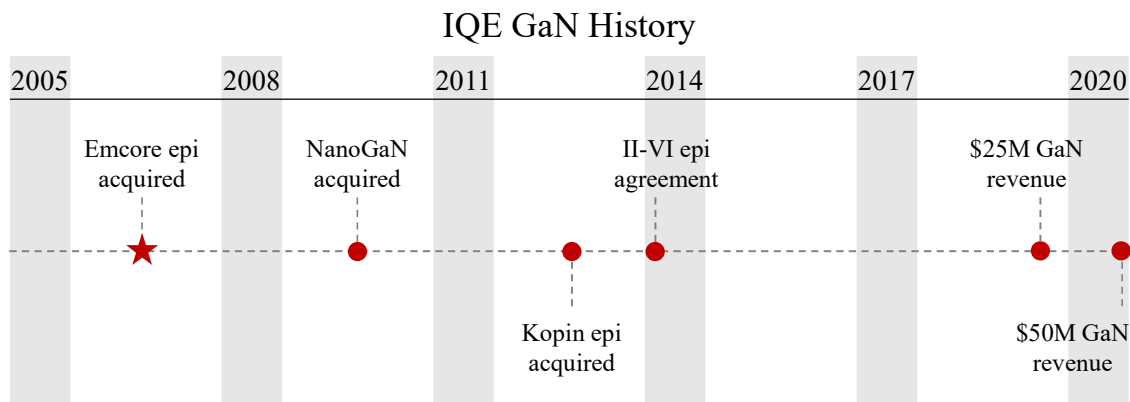 IQE GaN History
2005 2008 2011 2014 2017 2020
Emcore epi
acquired
NanoGaN
acquired
II-VI epi
agreement
$25M GaN
revenue
Kopin epi
acquired
$50M GaN
revenue